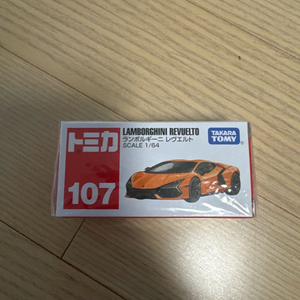 トミカ
107
LAMBORGHINI REVUELTO
ランボルギーニ レヴエルト
SCALE 1/64
TAKARA
TOMY